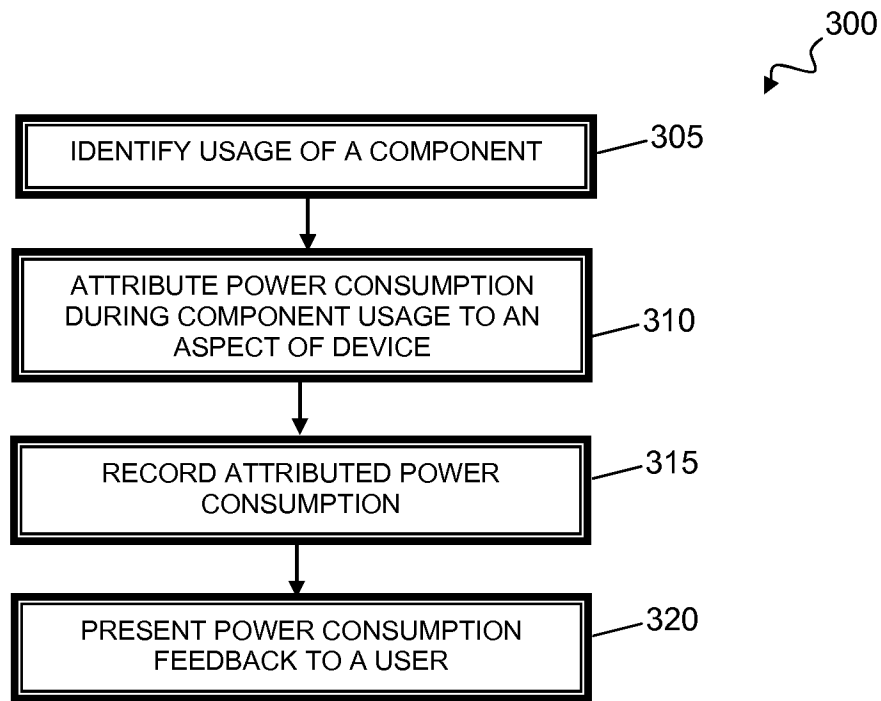 300
IDENTIFY USAGE OF A COMPONENT
305
ATTRIBUTE POWER CONSUMPTION
DURING COMPONENT USAGE TO AN
ASPECT OF DEVICE
310
RECORD ATTRIBUTED POWER
CONSUMPTION
315
PRESENT POWER CONSUMPTION
FEEDBACK TO A USER
320